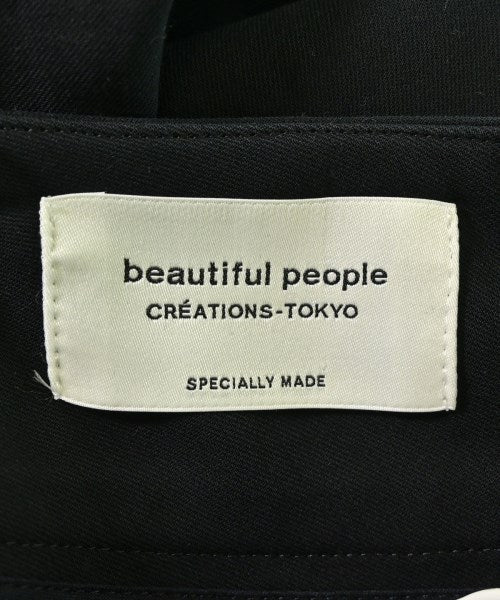 beautiful people
CRÉATIONS-TOKYO
SPECIALLY MADE